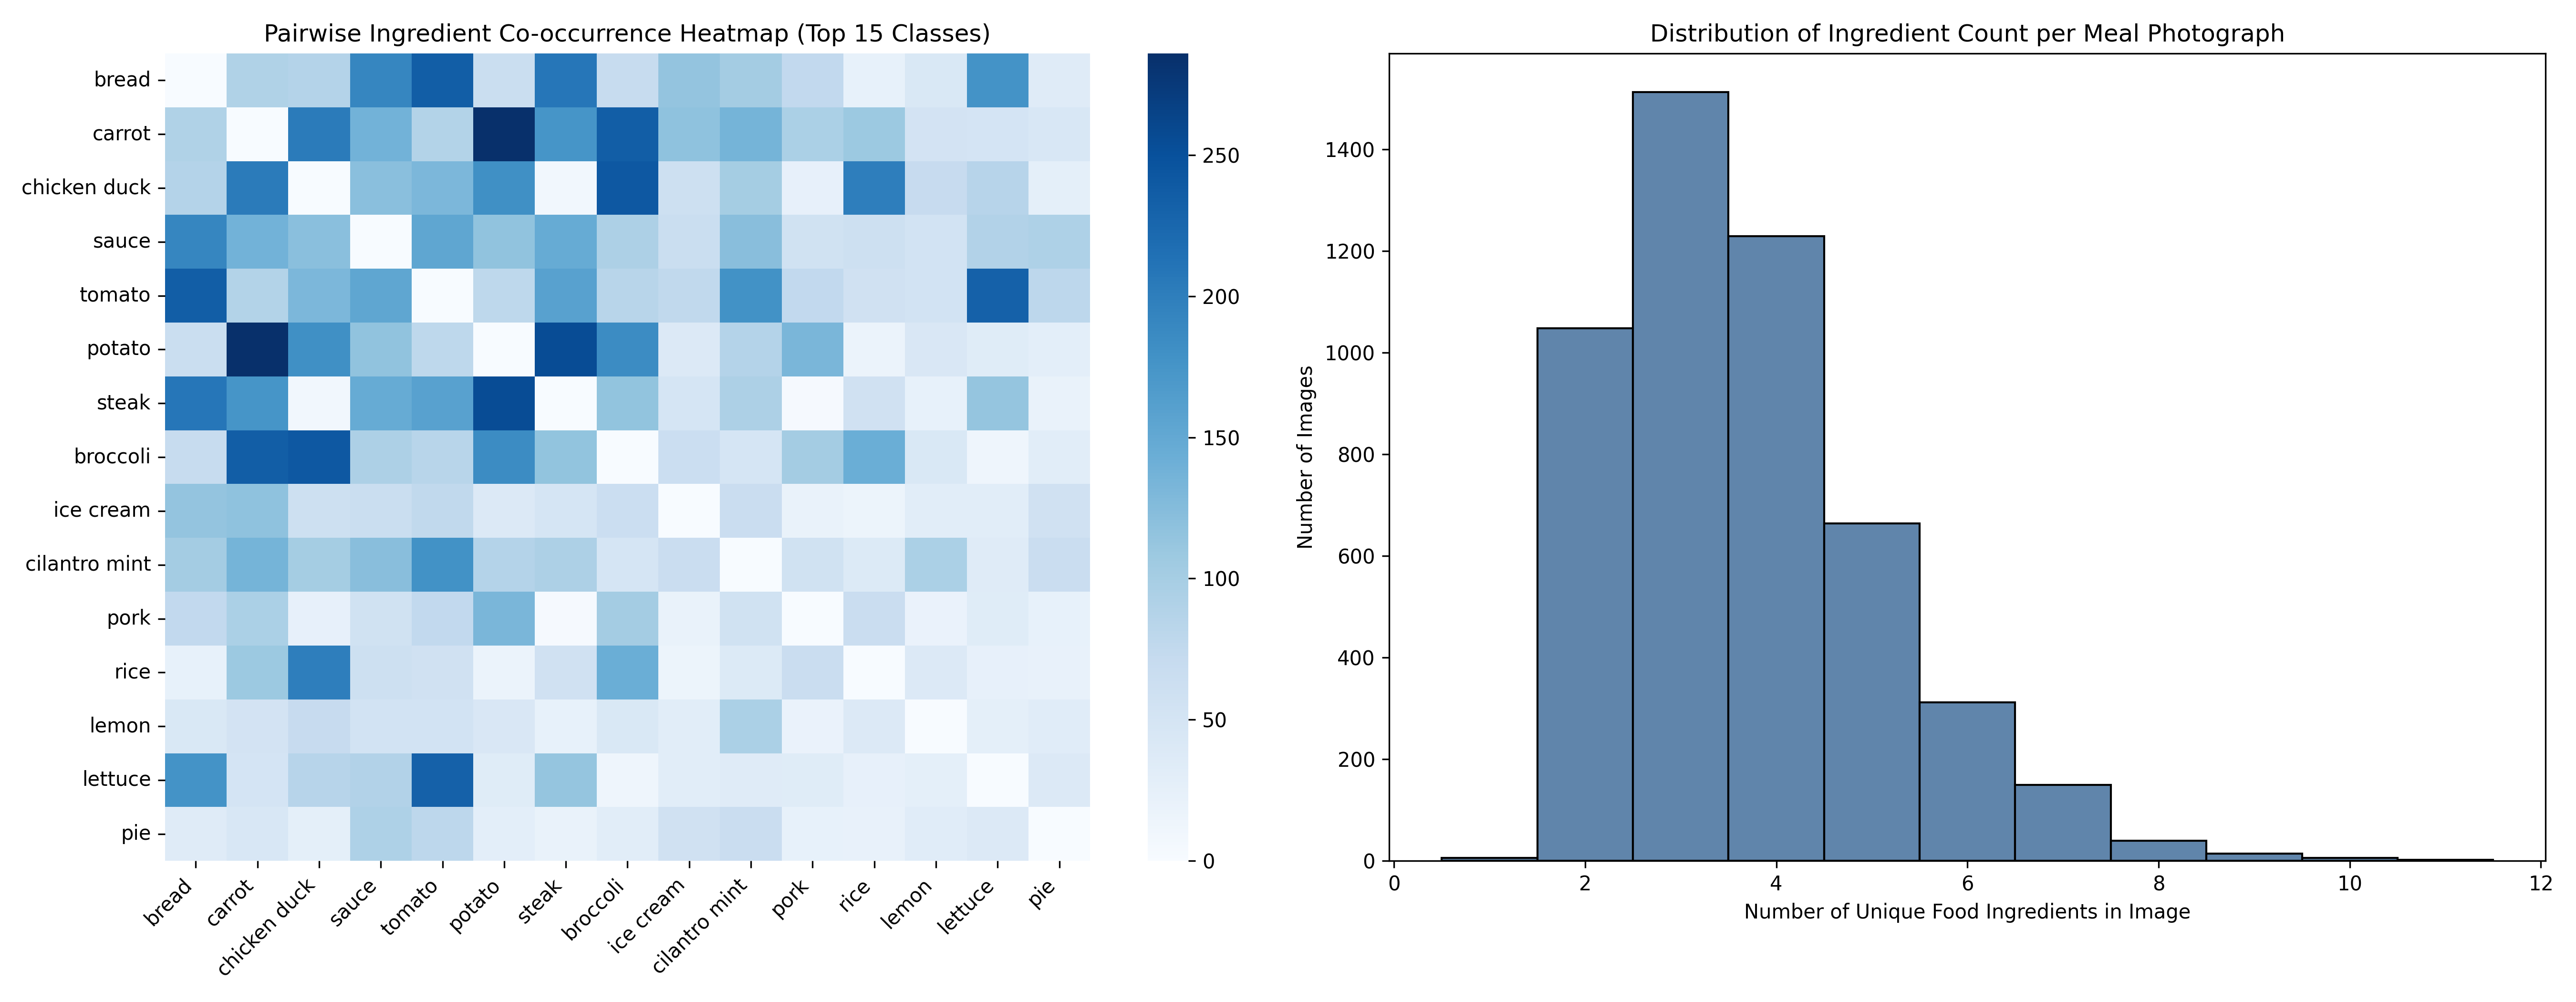 Pairwise Ingredient Co-occurrence Heatmap (Top 15 Classes)
bread
carrot
chicken duck
sauce
tomato
potato
steak
broccoli
ice cream
cilantro mint
pork
rice
lemon
lettuce
pie
bread
carrot
chicken duck
sauce
tomato
potato
steak
broccoli
ice cream
cilantro mint
pork
rice
lemon
lettuce
pie
250
200
150
100
50
0
Distribution of Ingredient Count per Meal Photograph
Number of Images
1400
1200
1000
800
600
400
200
0
0 2 4 6 8 10 12
Number of Unique Food Ingredients in Image